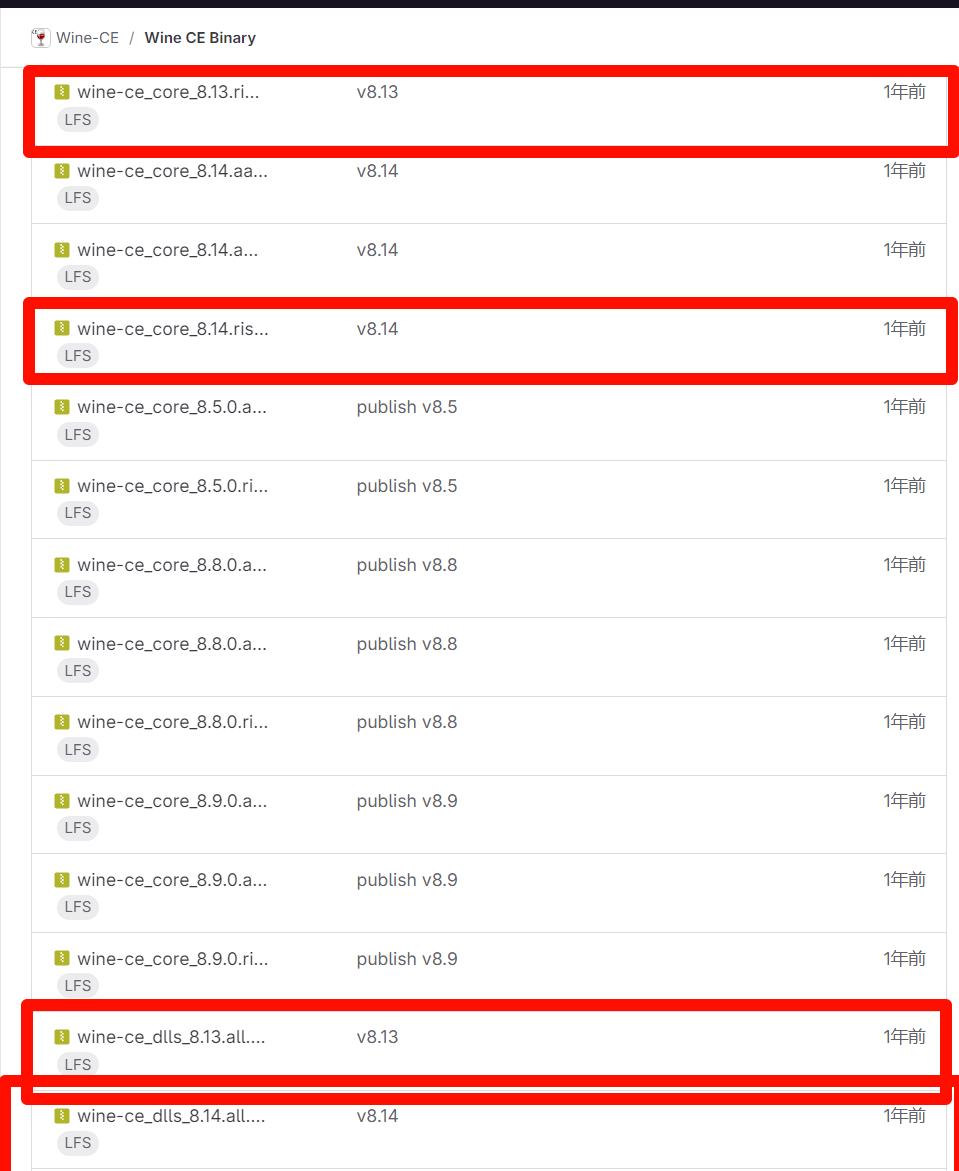 Wine-CE / Wine CE Binary
wine-ce_core_8.13.ri... v8.13 1年前
LFS
wine-ce_core_8.14.aa... v8.14 1年前
LFS
wine-ce_core_8.14.a... v8.14 1年前
LFS
wine-ce_core_8.14.ris... v8.14 1年前
LFS
wine-ce_core_8.5.0.a... publish v8.5 1年前
LFS
wine-ce_core_8.5.0.ri... publish v8.5 1年前
LFS
wine-ce_core_8.8.0.a... publish v8.8 1年前
LFS
wine-ce_core_8.8.0.a... publish v8.8 1年前
LFS
wine-ce_core_8.8.0.ri... publish v8.8 1年前
LFS
wine-ce_core_8.9.0.a... publish v8.9 1年前
LFS
wine-ce_core_8.9.0.a... publish v8.9 1年前
LFS
wine-ce_core_8.9.0.ri... publish v8.9 1年前
LFS
wine-ce_dlls_8.13.all.... v8.13 1年前
LFS
wine-ce_dlls_8.14.all.... v8.14 1年前
LFS